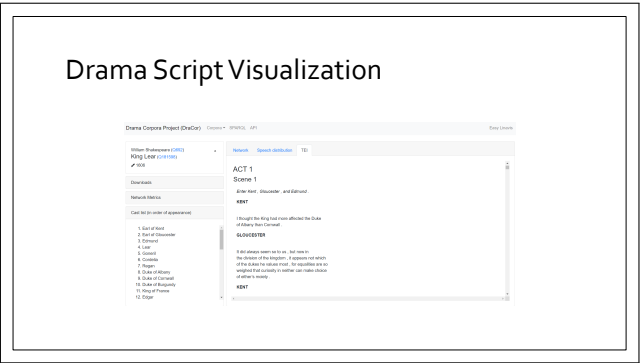 Drama Script Visualization
Drama Corpora Project (DraCor) Corpora SPARQL API Easy Linavis
William Shakespeare
King Lear
1606
Downloads
Network Metrics
Cast list (in order of appearance)
1. Earl of Kent
2. Earl of Gloucester
3. Edmund
4. Lear
5. Goneril
6. Cordelia
7. Regan
8. Duke of Albany
9. Duke of Cornwall
10. Duke of Burgundy
11. King of France
12. Edgar
Network Speech distribution TEI
ACT 1
Scene 1
Enter Kent , Gloucester , and Edmund .
KENT
I thought the King had more affected the Duke
of Albany than Cornwall .
GLOUCESTER
It did always seem so to us , but now in
the division of the kingdom , it appears not which
of the dukes he values most , for equalities are so
weighed that curiosity in neither can make choice
of either's moiety .
KENT